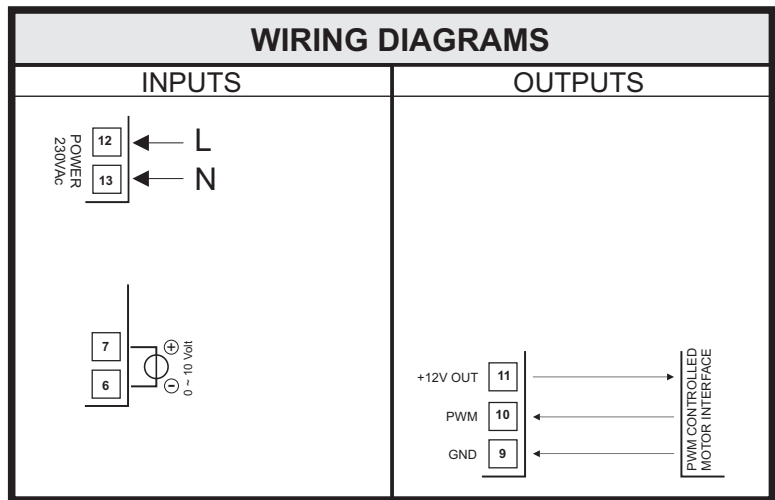 WIRING DIAGRAMS
INPUTS
OUTPUTS
POWER
230VAc
12
L
13
N
7
6
+
-
0 ~ 10 Volt
+12V OUT
11
PWM
10
GND
9
PWM CONTROLLED
MOTOR INTERFACE